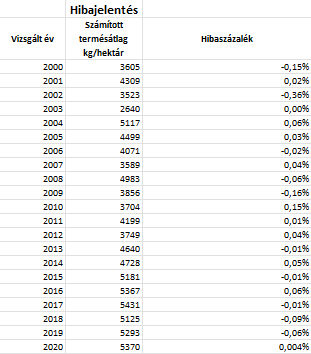 Hibajelentés
Vizsgált év Számított termésátlag kg/hektár Hibaszázalék
2000 3605 -0,15%
2001 4309 0,02%
2002 3523 -0,36%
2003 2640 0,00%
2004 5117 0,06%
2005 4499 0,03%
2006 4071 -0,02%
2007 3589 0,04%
2008 4983 -0,06%
2009 3856 -0,16%
2010 3704 0,15%
2011 4199 0,01%
2012 3749 0,04%
2013 4640 -0,01%
2014 4728 0,05%
2015 5181 -0,01%
2016 5367 0,06%
2017 5431 -0,01%
2018 5125 -0,09%
2019 5293 -0,06%
2020 5370 0,004%